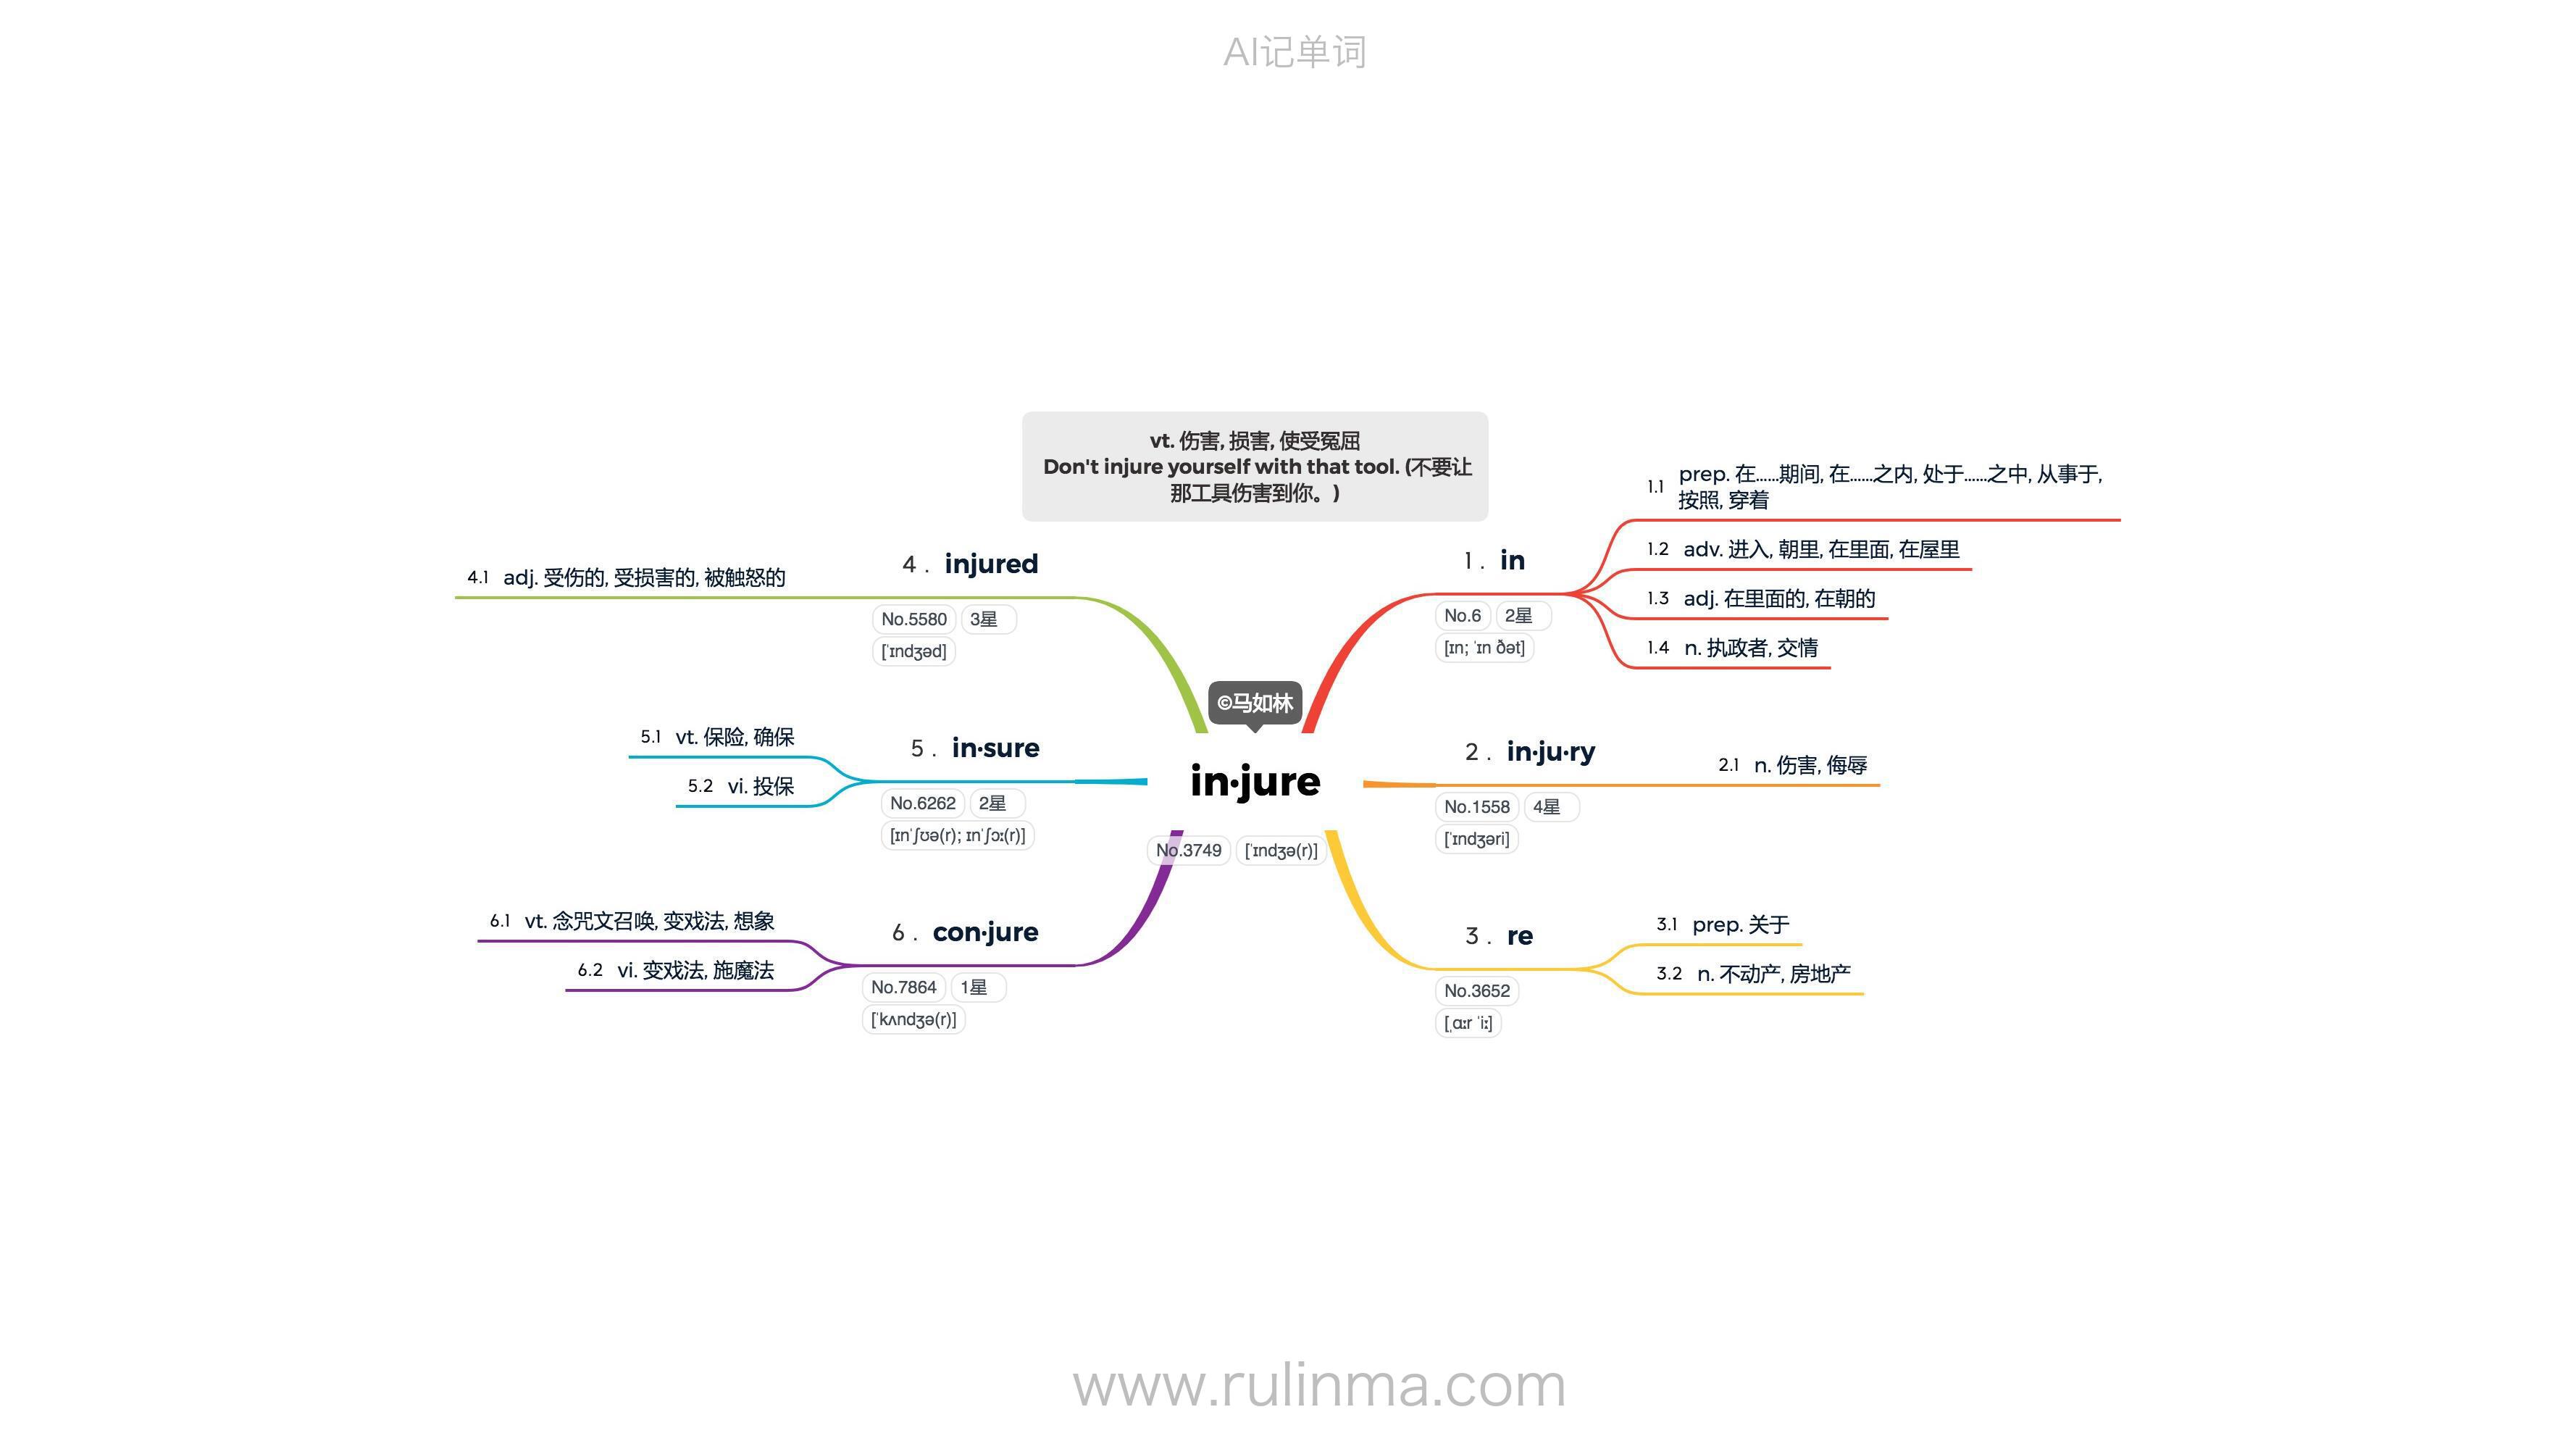 AI记单词
vt. 伤害, 损害, 使受冤屈
Don't injure yourself with that tool. (不要让
那工具伤害到你。)
©马如林
in·jure
No.3749 [ˈɪndʒə(r)]
1 . in
No.6 2星
[ɪn; ˈɪn ðət]
1.1 prep. 在……期间, 在……之内, 处于……之中, 从事于,
按照, 穿着
1.2 adv. 进入, 朝里, 在里面, 在屋里
1.3 adj. 在里面的, 在朝的
1.4 n. 执政者, 交情
2 . in·ju·ry
No.1558 4星
[ˈɪndʒəri]
2.1 n. 伤害, 侮辱
3 . re
No.3652
[ˌɑːr ˈiː]
3.1 prep. 关于
3.2 n. 不动产, 房地产
4 . injured
No.5580 3星
[ˈɪndʒəd]
4.1 adj. 受伤的, 受损害的, 被触怒的
5 . in·sure
No.6262 2星
[ɪnˈʃʊə(r); ɪnˈʃɔː(r)]
5.1 vt. 保险, 确保
5.2 vi. 投保
6 . con·jure
No.7864 1星
[ˈkʌndʒə(r)]
6.1 vt. 念咒文召唤, 变戏法, 想象
6.2 vi. 变戏法, 施魔法
www.rulinma.com